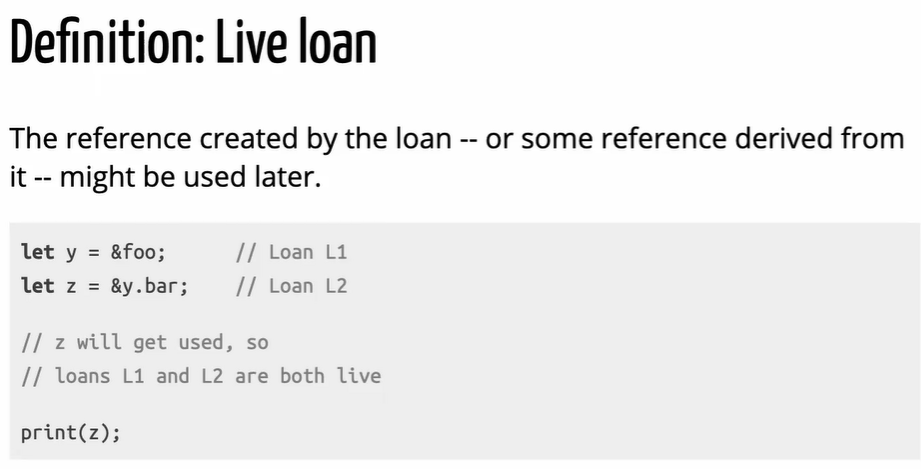 Definition: Live loan
The reference created by the loan -- or some reference derived from
it -- might be used later.
let y = &foo;      // Loan L1
let z = &y.bar;    // Loan L2
// z will get used, so
// loans L1 and L2 are both live
print(z);